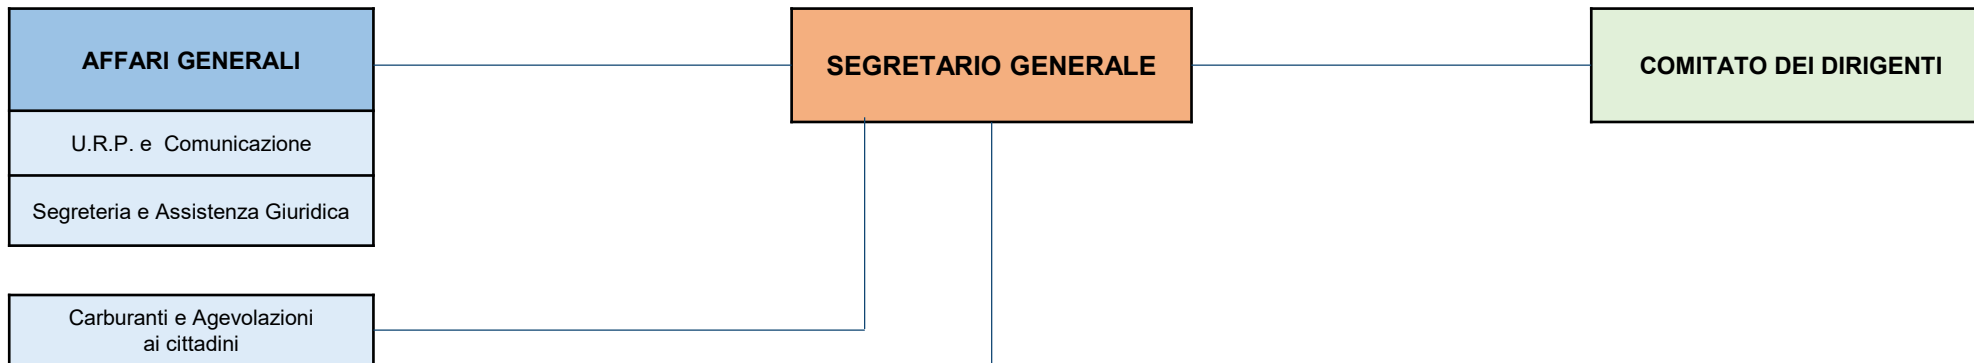 AFFARI GENERALI
SEGRETARIO GENERALE
COMITATO DEI DIRIGENTI
U.R.P. e  Comunicazione
Segreteria e Assistenza Giuridica
Carburanti e Agevolazioni
ai cittadini